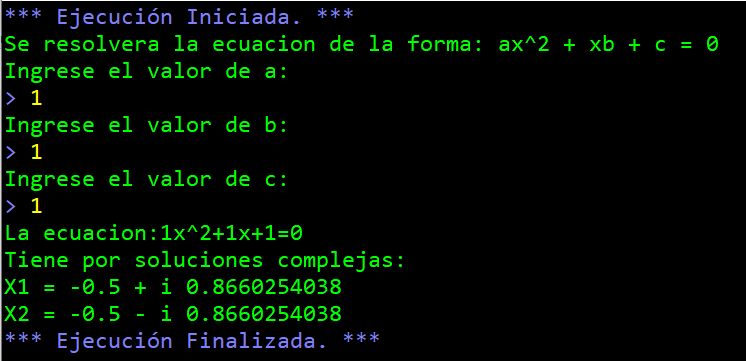 *** Ejecución Iniciada. ***
Se resolvera la ecuacion de la forma: ax^2 + xb + c = 0
Ingrese el valor de a:
> 1
Ingrese el valor de b:
> 1
Ingrese el valor de c:
> 1
La ecuacion:1x^2+1x+1=0
Tiene por soluciones complejas:
X1 = -0.5 + i 0.8660254038
X2 = -0.5 - i 0.8660254038
*** Ejecución Finalizada. ***